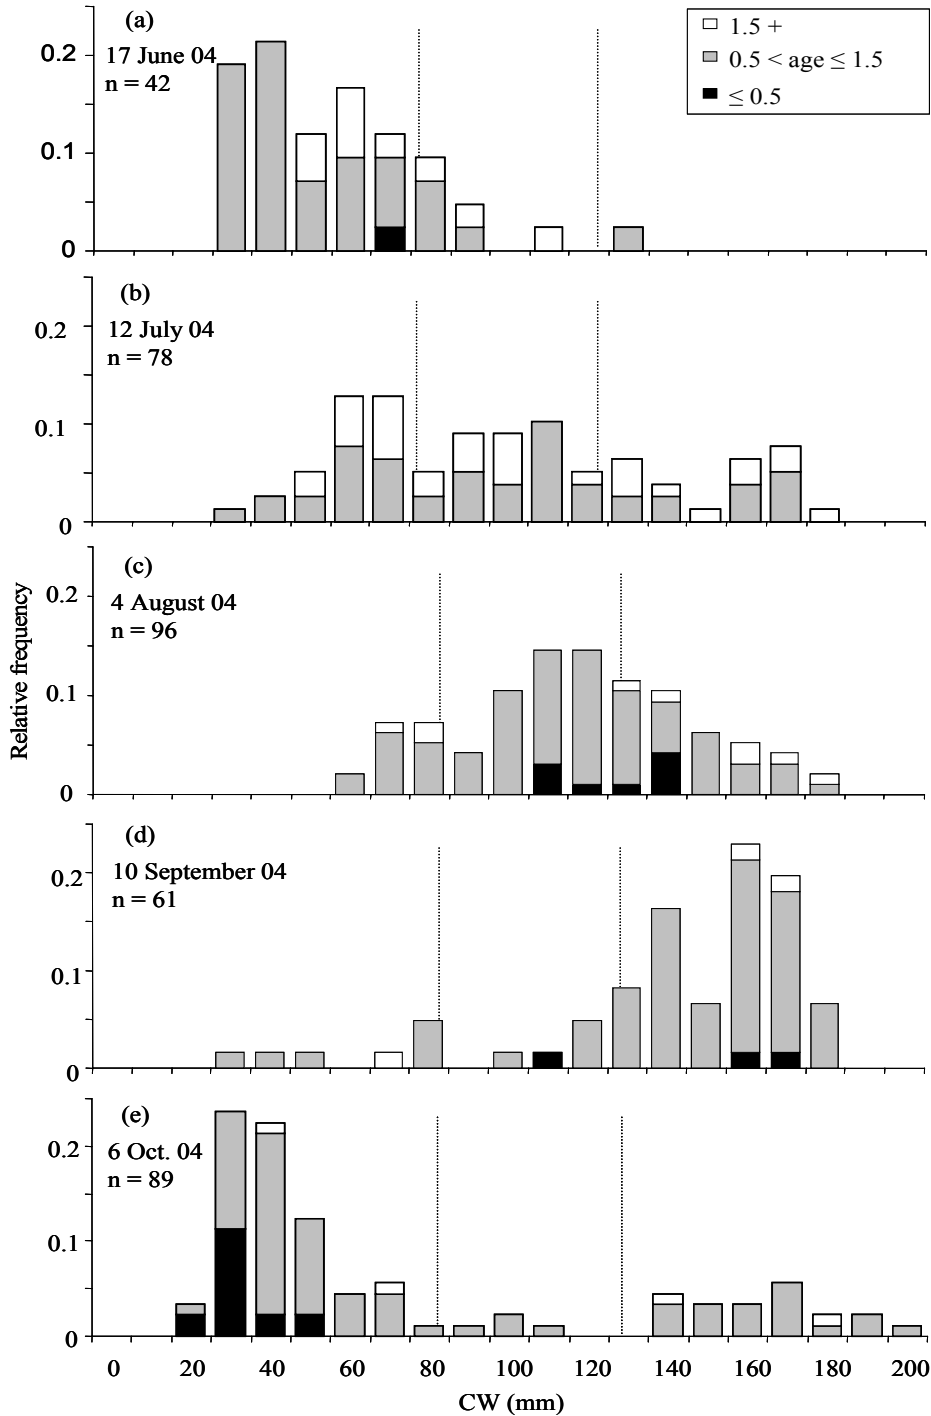 (a)
17 June 04
n = 42
1.5 +
0.5 < age ≤ 1.5
≤ 0.5
0.2
0.1
0
(b)
12 July 04
n = 78
0.2
0.1
0
(c)
4 August 04
n = 96
0.2
0.1
0
Relative frequency
(d)
10 September 04
n = 61
0.2
0.1
0
(e)
6 Oct. 04
n = 89
0.2
0.1
0
0 20 40 60 80 100 120 140 160 180 200
CW (mm)